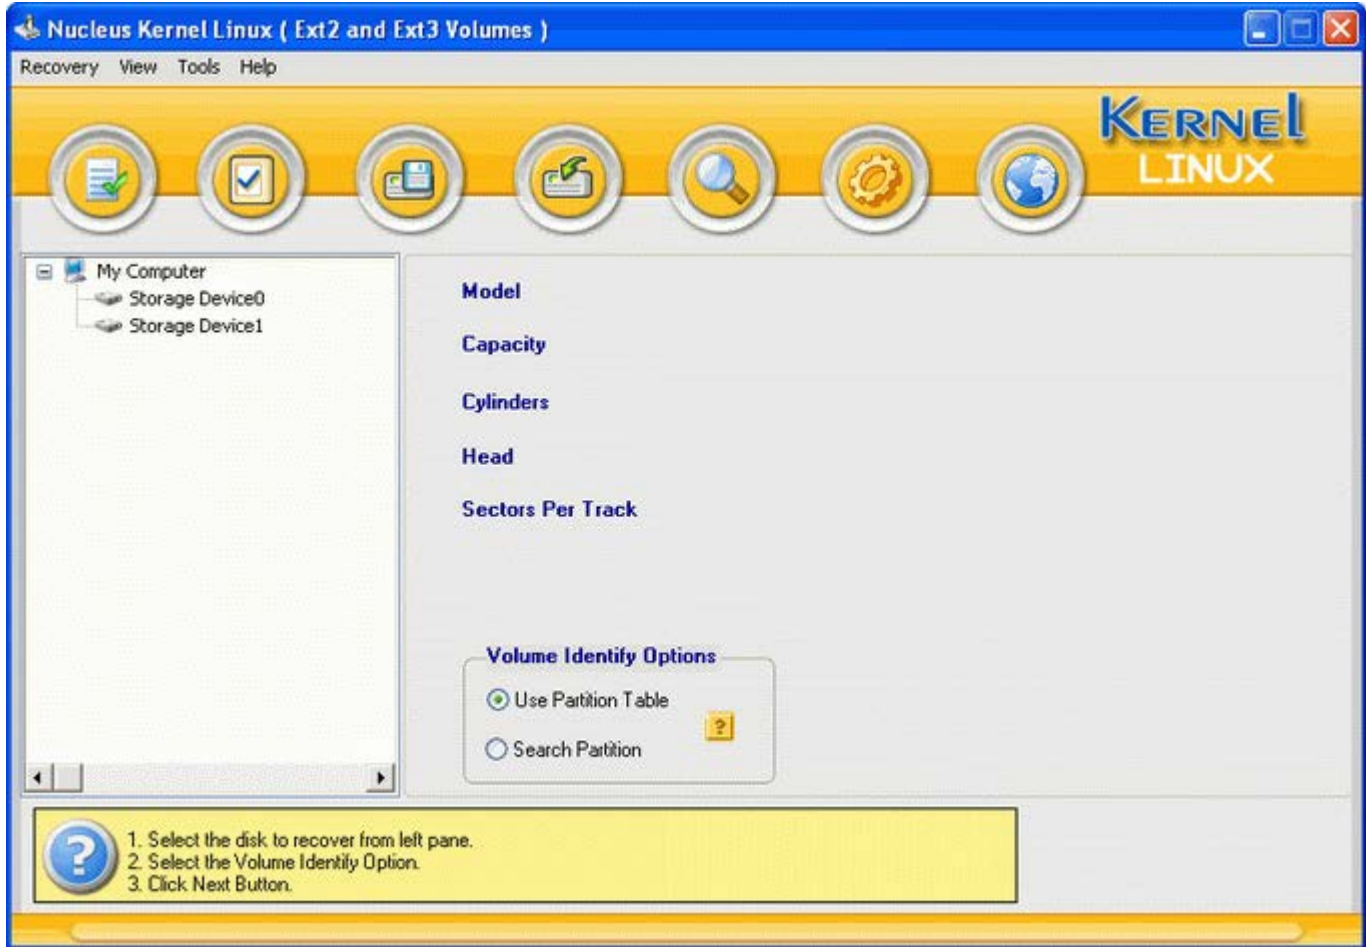 Nucleus Kernel Linux ( Ext2 and Ext3 Volumes )
Recovery View Tools Help
KERNEL
LINUX
My Computer
Storage Device0
Storage Device1
Model
Capacity
Cylinders
Head
Sectors Per Track
Volume Identify Options
Use Partition Table
?
Search Partition
?
1. Select the disk to recover from left pane.
2. Select the Volume Identify Option.
3. Click Next Button.